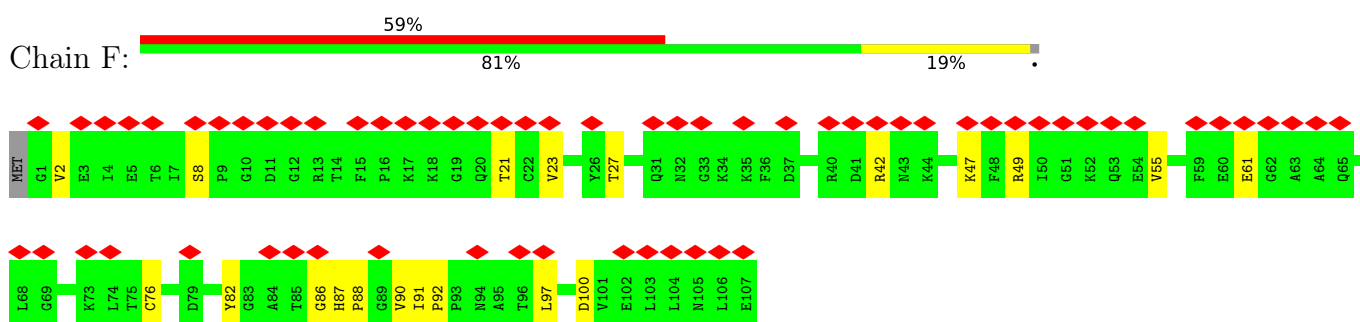 59%
Chain F:
81% 19% •
MET G1 V2 E3 I4 E5 T6 I7 S8 P9 G10 D11 G12 R13 T14 F15 P16 K17 K18 G19 Q20 T21 C22 V23 Y26 T27 Q31 N32 G33 K34 K35 F36 D37 R40 D41 R42 N43 K44 K47 F48 R49 I50 G51 K52 Q53 E54 V55 F59 E60 E61 G62 A63 A64 Q65
L68 G69 K73 L74 T75 C76 D79 Y82 G83 A84 T85 G86 H87 P88 G89 V90 I91 P92 P93 N94 A95 T96 L97 D100 V101 E102 L103 L104 N105 L106 E107